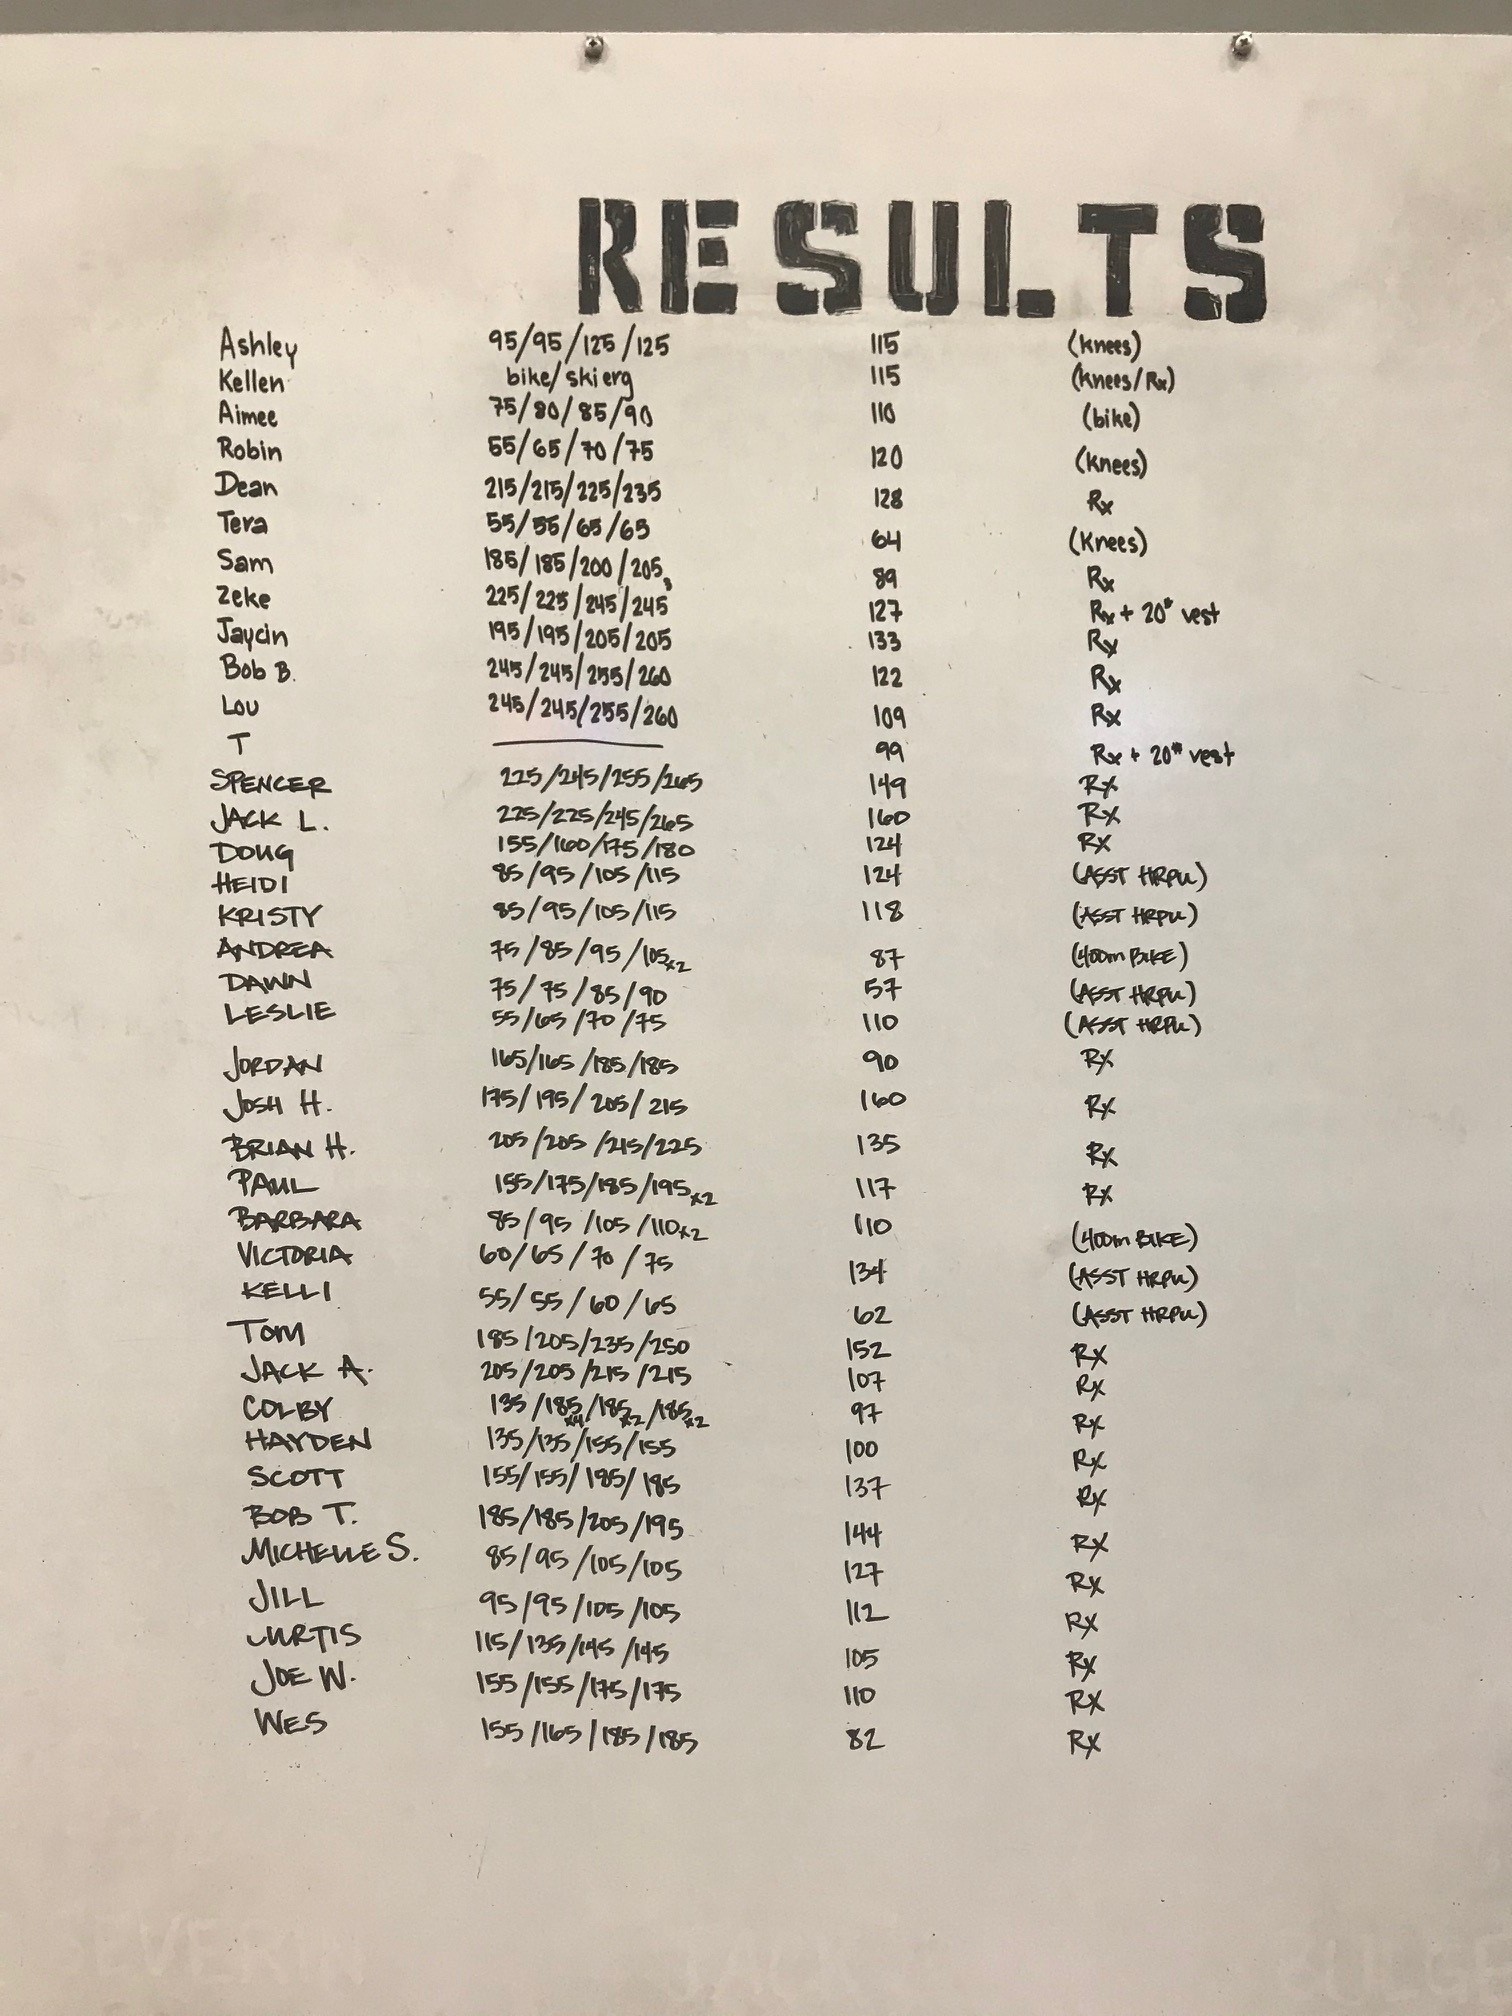 RESULTS
Ashley 95/95/125/125 115 (knees)
Kellen bike/ski erg 115 (knees/Rx)
Aimee 75/80/85/90 110 (bike)
Robin 55/65/70/75 120 (knees)
Dean 215/215/225/235 128 Rx
Tera 55/55/65/65 64 (knees)
Sam 185/185/200/205 89 Rx
Zeke 225/225/245/245 127 Rx + 20# vest
Jaycin 195/195/205/205 133 Rx
Bob B. 245/245/255/260 122 Rx
Lou 245/245/255/260 109 Rx
T 99 Rx + 20# vest
SPENCER 225/245/255/265 149 RX
JACK L. 225/225/245/265 160 RX
DOUG 155/160/175/180 124 RX
HEIDI 85/95/105/115 124 (ASST HRPU)
KRISTY 85/95/105/115 118 (ASST HRPU)
ANDREA 75/85/95/105x2 87 (400m BIKE)
DAWN 75/75/85/90 57 (ASST HRPU)
LESLIE 55/65/70/75 110 (ASST HRPU)
JORDAN 165/165/185/185 90 RX
JOSH H. 175/195/205/215 160 RX
BRIAN H. 205/205/215/225 135 RX
PAUL 155/175/185/195x2 117 RX
BARBARA 85/95/105/110x2 110 (400m BIKE)
VICTORIA 60/65/70/75 134 (ASST HRPU)
KELLI 55/55/60/65 62 (ASST HRPU)
Tom 185/205/235/250 152 RX
JACK A. 205/205/215/215 107 RX
COLBY 135/185x4/185x2/185x2 97 RX
HAYDEN 135/135/155/155 100 RX
SCOTT 155/155/185/185 137 RX
BOB T. 185/185/205/195 144 RX
MICHELLE S. 85/95/105/105 127 RX
JILL 95/95/105/105 112 RX
CURTIS 115/135/145/145 105 RX
JOE W. 155/155/175/175 110 RX
WES 155/165/185/185 82 RX
JACK